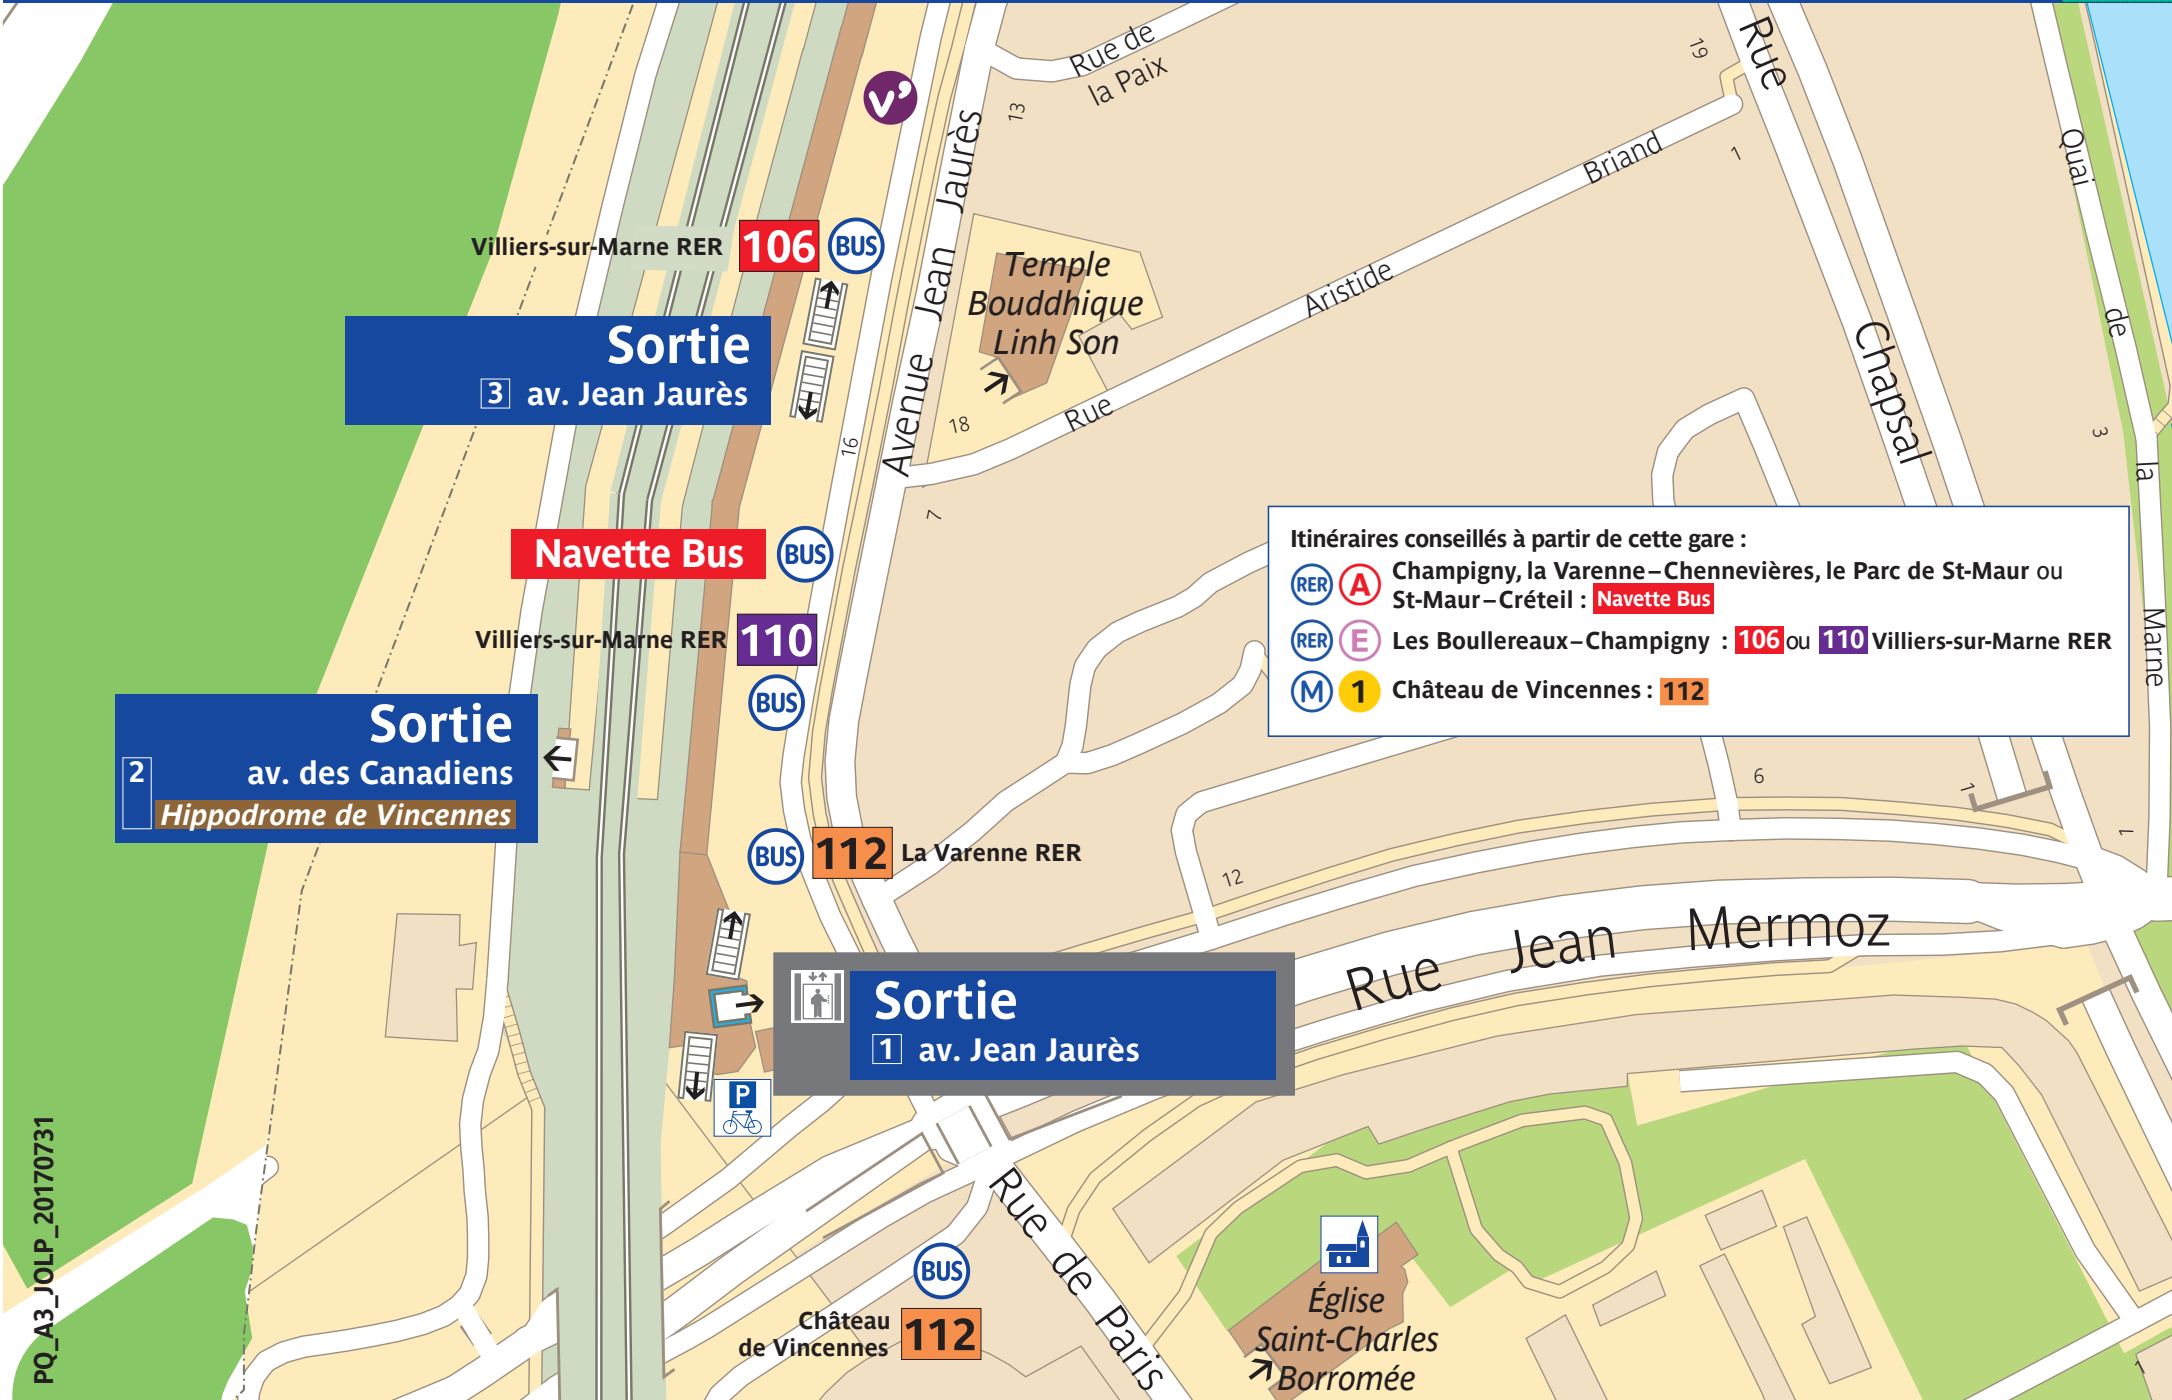 Rue de
la Paix
19
Rue
v'
13
1
Quai
Briand
Villiers-sur-Marne RER 106 BUS
Avenue Jean Jaurès
Temple
Bouddhique
Linh Son
Rue Aristide
Chapsal
de
la
Marne
Sortie
3 av. Jean Jaurès
18
16
3
7
Navette Bus BUS
Itinéraires conseillés à partir de cette gare :
RER A Champigny, la Varenne–Chennevières, le Parc de St-Maur ou
St-Maur–Créteil : Navette Bus
RER E Les Boullereaux–Champigny : 106 ou 110 Villiers-sur-Marne RER
M 1 Château de Vincennes : 112
Villiers-sur-Marne RER 110
BUS
Sortie
2 av. des Canadiens
Hippodrome de Vincennes
6
1
1
BUS 112 La Varenne RER
12
Rue Jean Mermoz
Sortie
1 av. Jean Jaurès
P
Rue de Paris
BUS
Château
de Vincennes 112
Église
Saint-Charles
Borromée
1
PQ_A3_JOLP_20170731